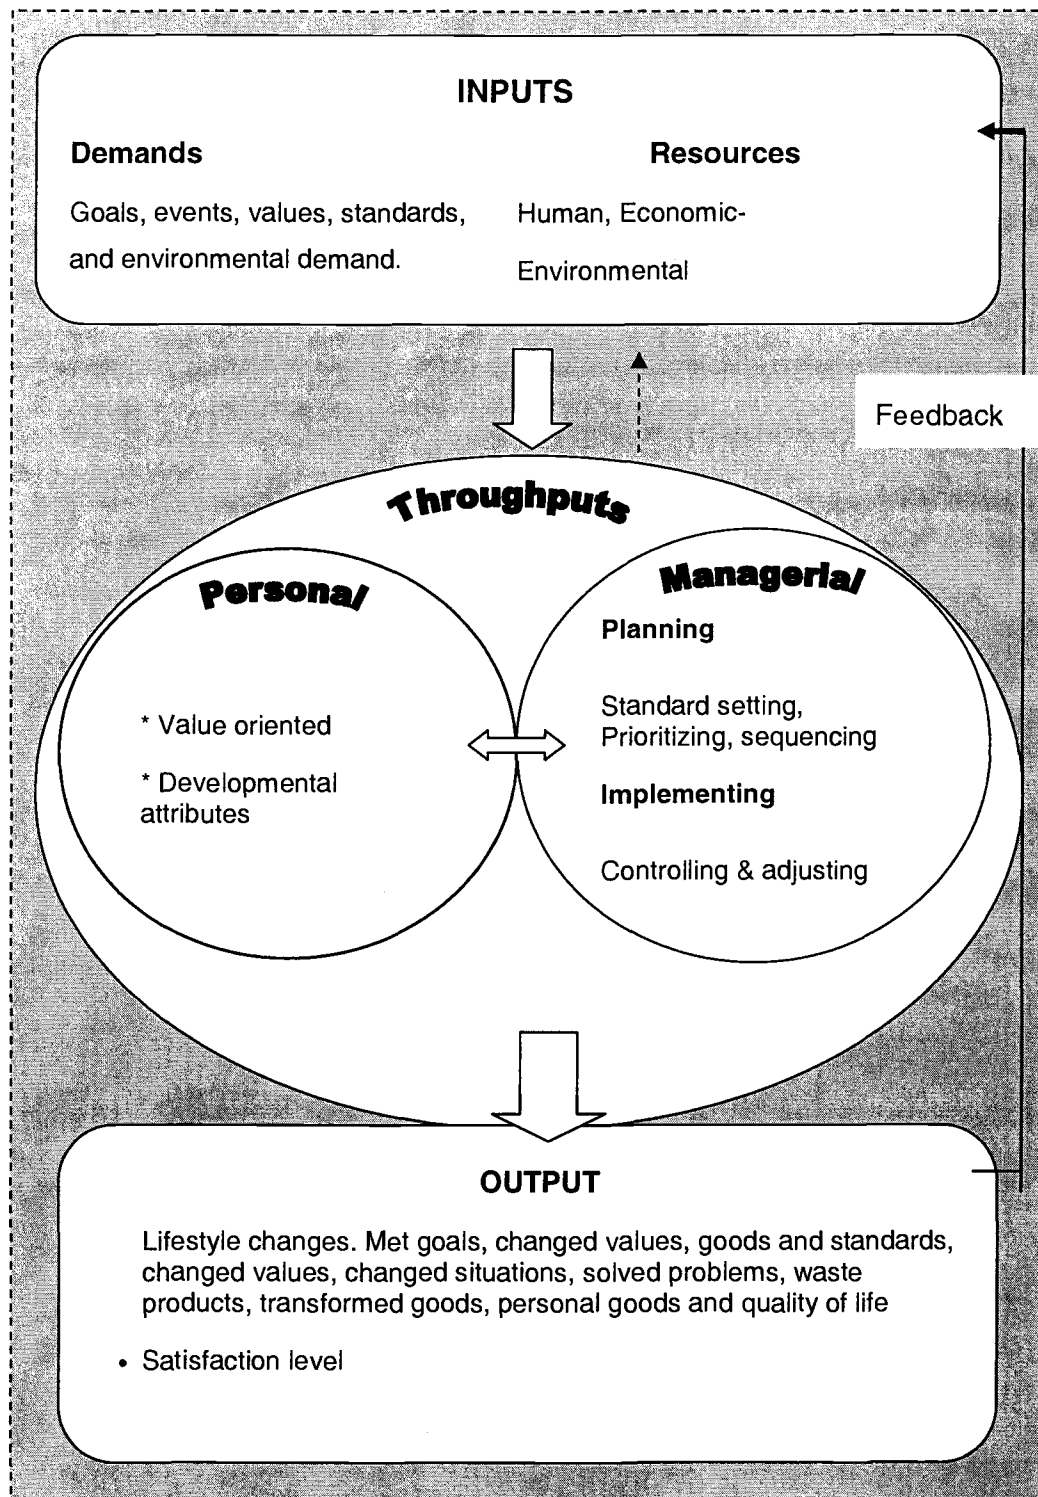 INPUTS
Demands
Goals, events, values, standards,
and environmental demand.
Resources
Human, Economic-
Environmental
Feedback
Throughputs
Personal
* Value oriented
* Developmental
attributes
Managerial
Planning
Standard setting,
Prioritizing, sequencing
Implementing
Controlling & adjusting
OUTPUT
Lifestyle changes. Met goals, changed values, goods and standards,
changed values, changed situations, solved problems, waste
products, transformed goods, personal goods and quality of life
• Satisfaction level